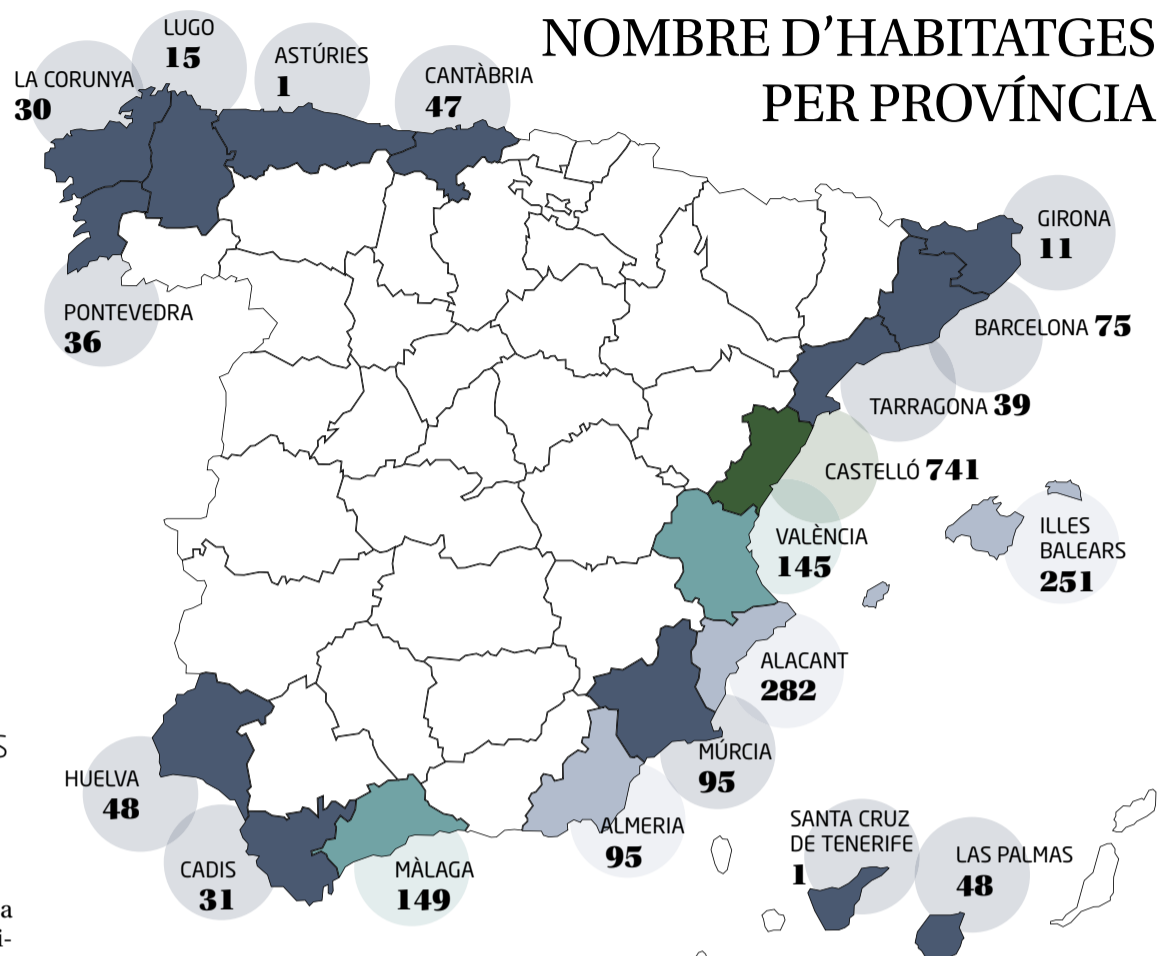 NOMBRE D'HABITATGES
PER PROVÍNCIA
LUGO
15
ASTÚRIES
1
CANTÀBRIA
47
LA CORUNYA
30
PONTEVEDRA
36
GIRONA
11
BARCELONA 75
TARRAGONA 39
CASTELLÓ 741
VALÈNCIA
145
ILLES
BALEARS
251
ALACANT
282
MÚRCIA
95
ALMERIA
95
MÀLAGA
149
CADIS
31
HUELVA
48
SANTA CRUZ
DE TENERIFE
1
LAS PALMAS
48
S
a
i-